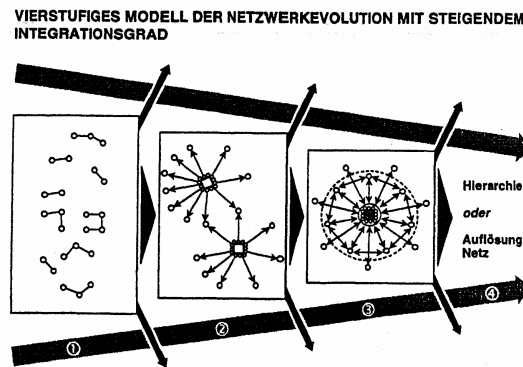 VIERSTUFIGES MODELL DER NETZWERKEVOLUTION MIT STEIGENDEM
INTEGRATIONSGRAD
Hierarchie
oder
Auflösung
Netz
①
②
③
④